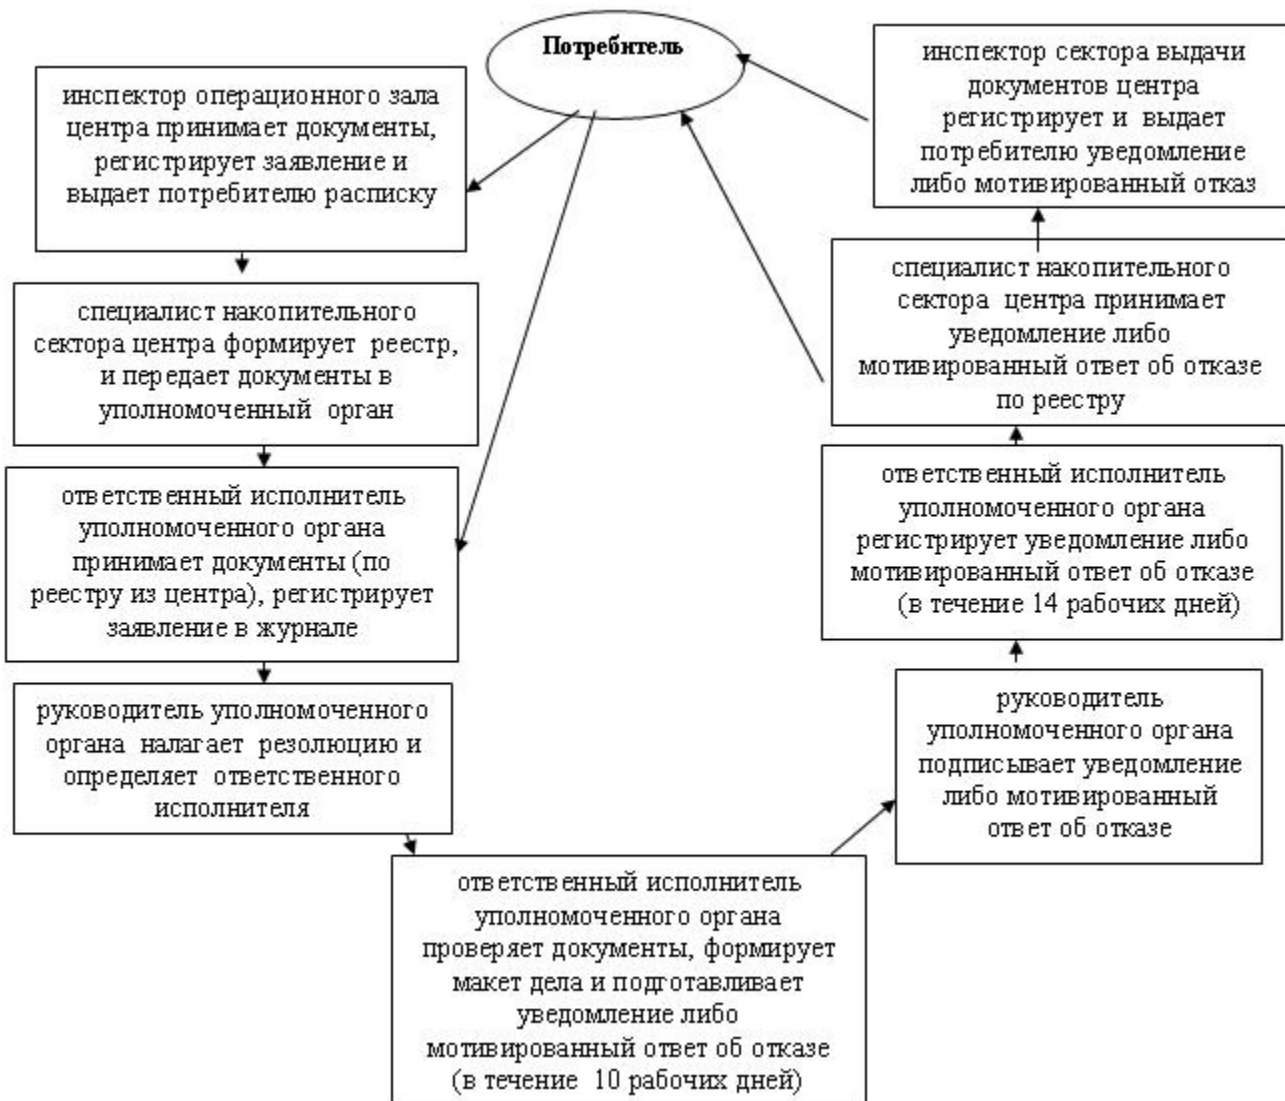 Потребитель
инспектор операционного зала
центра принимает документы,
регистрирует заявление и
выдает потребителю расписку
специалист накопительного
сектора центра формирует реестр,
и передает документы в
уполномоченный орган
ответственный исполнитель
уполномоченного органа
принимает документы (по
реестру из центра), регистрирует
заявление в журнале
руководитель уполномоченного
органа налагает резолюцию и
определяет ответственного
исполнителя
ответственный исполнитель
уполномоченного органа
проверяет документы, формирует
макет дела и подготавливает
уведомление либо
мотивированный ответ об отказе
(в течение 10 рабочих дней)
руководитель
уполномоченного органа
подписывает уведомление
либо мотивированный
ответ об отказе
ответственный исполнитель
уполномоченного органа
регистрирует уведомление либо
мотивированный ответ об отказе
(в течение 14 рабочих дней)
специалист накопительного
сектора центра принимает
уведомление либо
мотивированный ответ об отказе
по реестру
инспектор сектора выдачи
документов центра
регистрирует и выдает
потребителю уведомление
либо мотивированный отказ